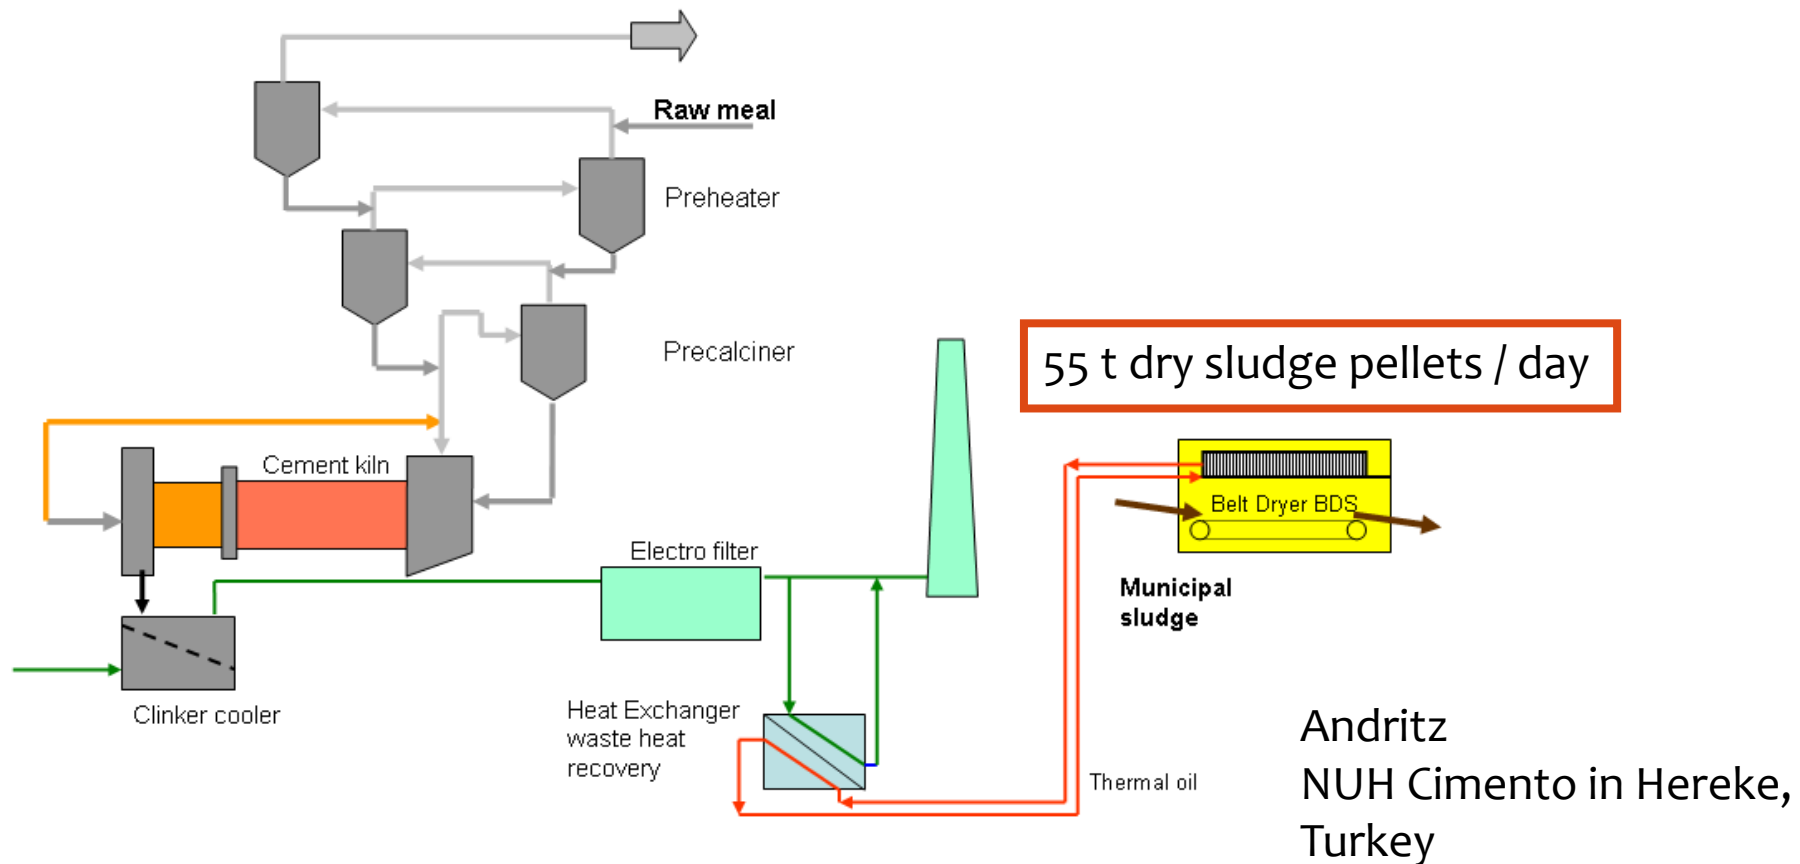 Raw meal
Preheater
Precalciner
55 t dry sludge pellets / day
Cement kiln
Belt Dryer BDS
Electro filter
Municipal
sludge
Clinker cooler
Heat Exchanger
waste heat
recovery
Thermal oil
Andritz
NUH Cimento in Hereke,
Turkey